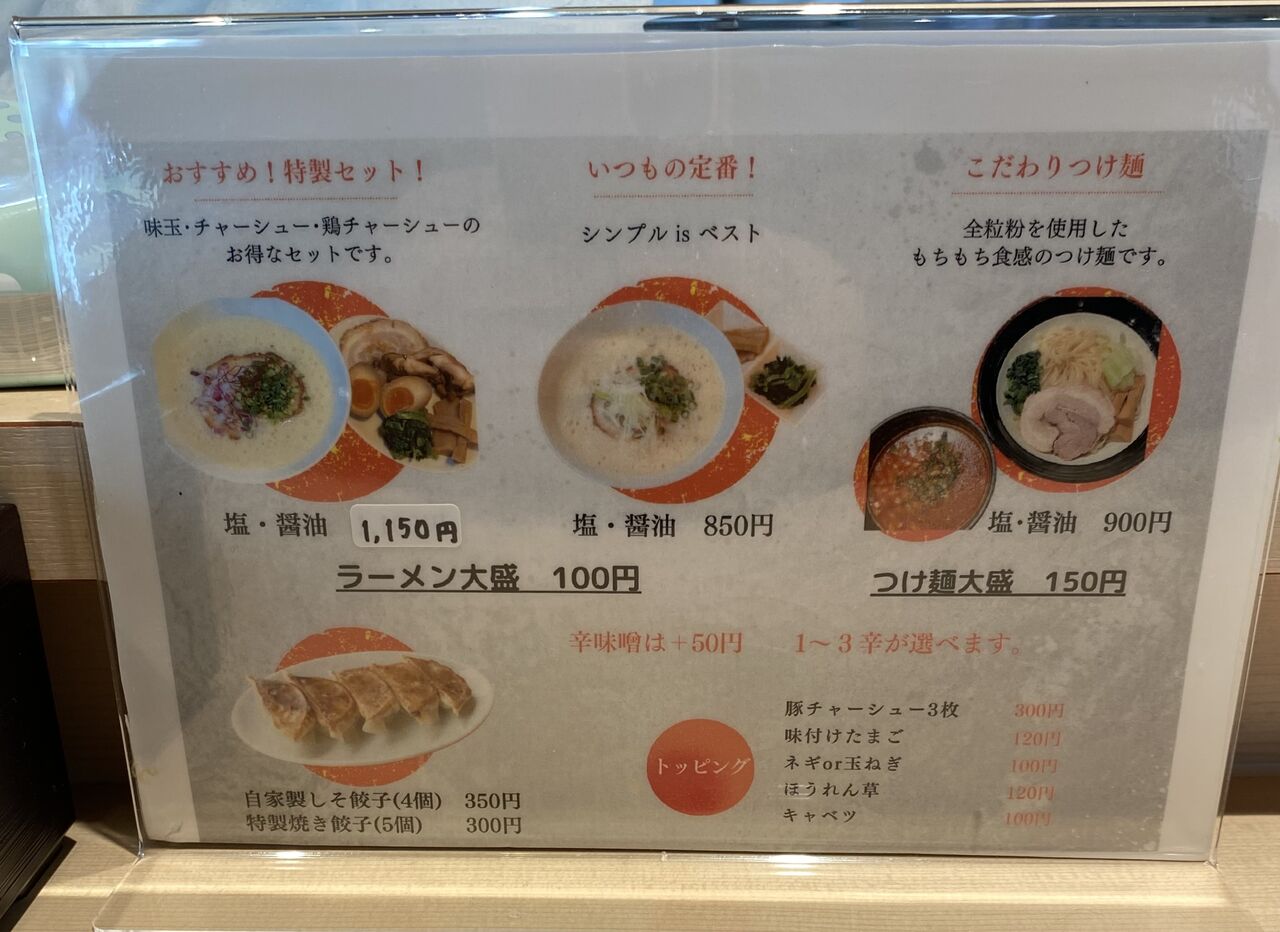 おすすめ！特製セット！
味玉・チャーシュー・鶏チャーシューの
お得なセットです。
塩・醤油 1,150円
いつもの定番！
シンプル is ベスト
塩・醤油 850円
ラーメン大盛 100円
こだわりつけ麺
全粒粉を使用した
もちもち食感のつけ麺です。
塩・醤油 900円
つけ麺大盛 150円
辛味噌は＋50円 1～3辛が選べます。
自家製しそ餃子(4個) 350円
特製焼き餃子(5個) 300円
トッピング
豚チャーシュー3枚 300円
味付けたまご 120円
ネギor玉ねぎ 100円
ほうれん草 120円
キャベツ 100円